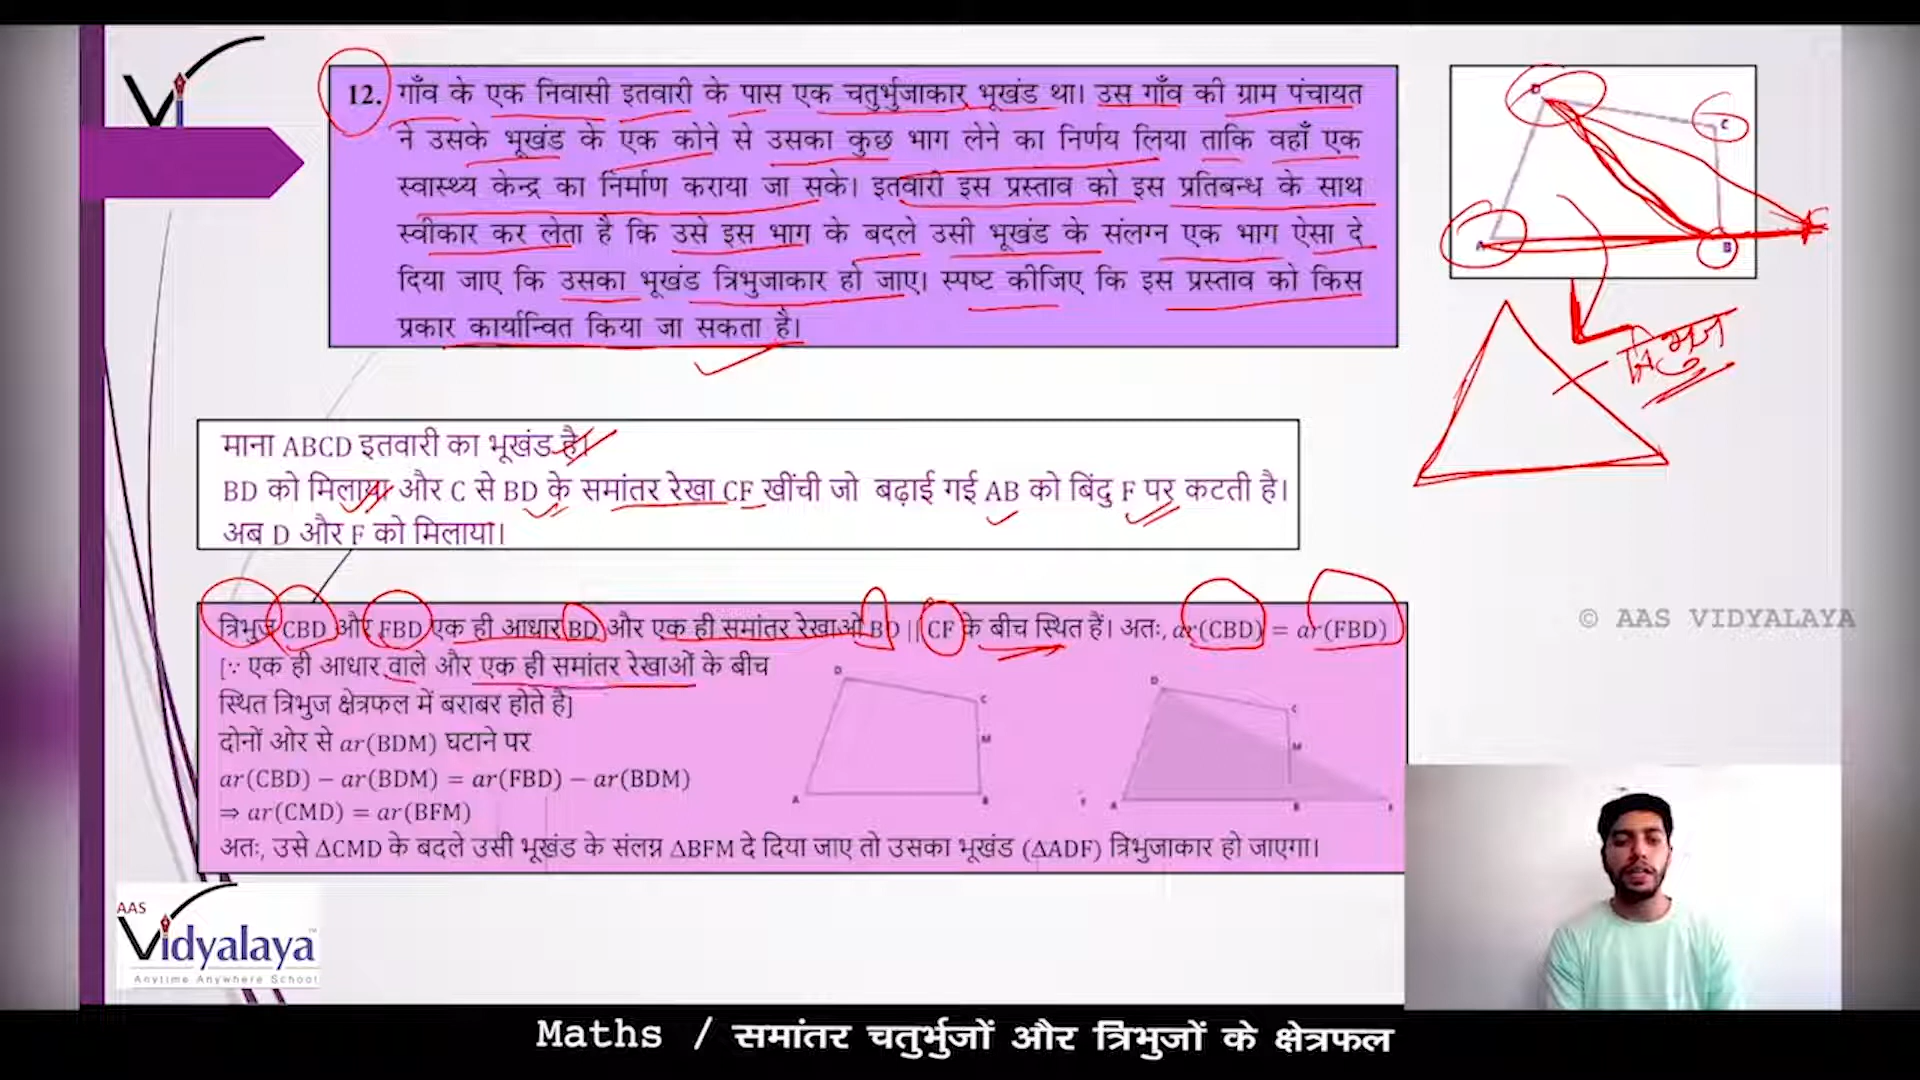 12. गाँव के एक निवासी इतवारी के पास एक चतुर्भुजाकार भूखंड था। उस गाँव की ग्राम पंचायत
ने उसके भूखंड के एक कोने से उसका कुछ भाग लेने का निर्णय लिया ताकि वहाँ एक
स्वास्थ्य केन्द्र का निर्माण कराया जा सके। इतवारी इस प्रस्ताव को इस प्रतिबन्ध के साथ
स्वीकार कर लेता है कि उसे इस भाग के बदले उसी भूखंड के संलग्न एक भाग ऐसा दे
दिया जाए कि उसका भूखंड त्रिभुजाकार हो जाए। स्पष्ट कीजिए कि इस प्रस्ताव को किस
प्रकार कार्यान्वित किया जा सकता है।
D
C
A
B
त्रिभुज
माना ABCD इतवारी का भूखंड है।
BD को मिलाया और C से BD के समांतर रेखा CF खींची जो बढ़ाई गई AB को बिंदु F पर कटती है।
अब D और F को मिलाया।
त्रिभुज CBD और FBD एक ही आधार BD और एक ही समांतर रेखाओं BD || CF के बीच स्थित हैं। अतः, ar(CBD) = ar(FBD)
[∵ एक ही आधार वाले और एक ही समांतर रेखाओं के बीच
स्थित त्रिभुज क्षेत्रफल में बराबर होते है]
दोनों ओर से ar(BDM) घटाने पर
ar(CBD) − ar(BDM) = ar(FBD) − ar(BDM)
⇒ ar(CMD) = ar(BFM)
अतः, उसे ΔCMD के बदले उसी भूखंड के संलग्न ΔBFM दे दिया जाए तो उसका भूखंड (ΔADF) त्रिभुजाकार हो जाएगा।
D
C
M
A
B
D
C
M
A
B
© AAS VIDYALAYA
AAS
Vidyalaya
Anytime Anywhere School
Maths / समांतर चतुर्भुजों और त्रिभुजों के क्षेत्रफल